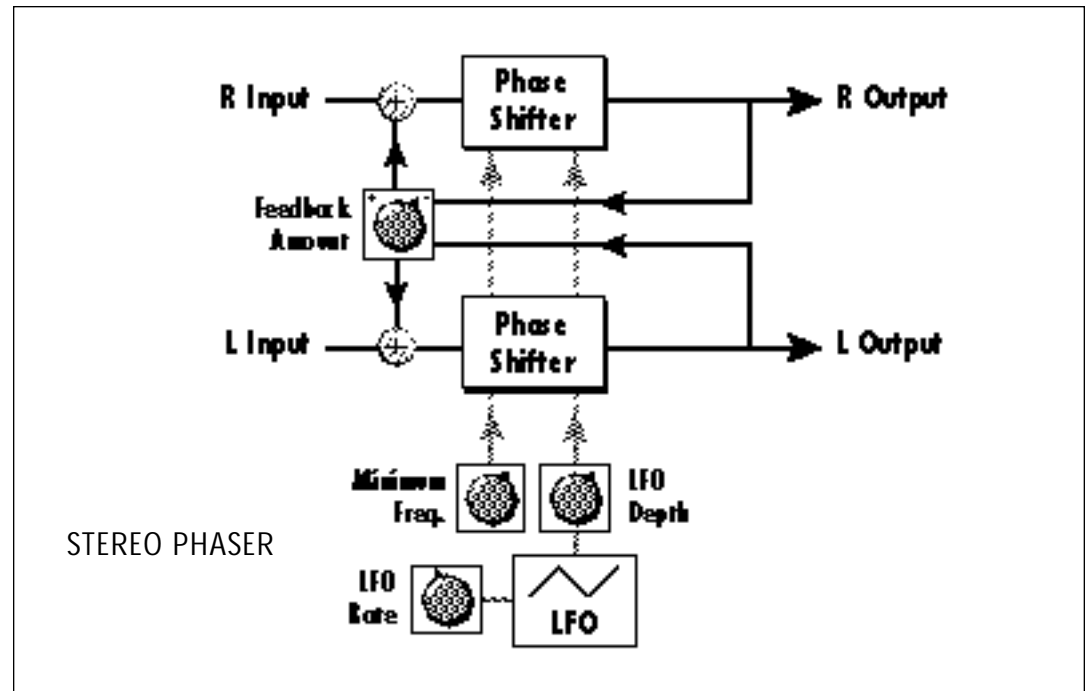 R Input
Phase
Shifter
R Output
+ -
Feedback
Amount
L Input
Phase
Shifter
L Output
Minimum
Freq.
LFO
Depth
STEREO PHASER
LFO
Rate
LFO